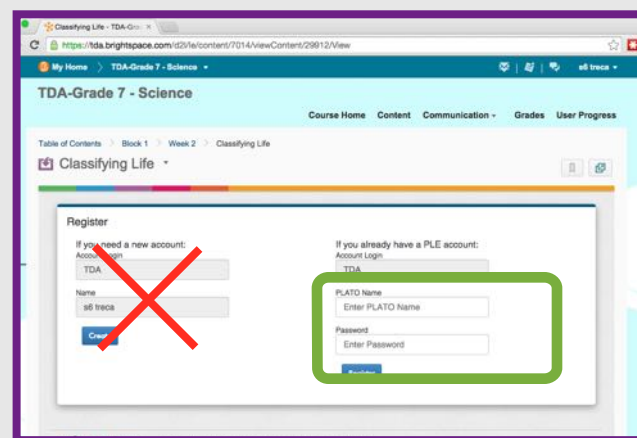 Classifying Life - TDA-Gr
https://tda.brightspace.com/d2l/le/content/7014/viewContent/29912/View
My Home TDA-Grade 7 - Science s6 treca
TDA-Grade 7 - Science
Course Home Content Communication Grades User Progress
Table of Contents > Block 1 > Week 2 > Classifying Life
Classifying Life
Register
If you need a new account:
Account Login
TDA
Name
s6 treca
Create
If you already have a PLE account:
Account Login
TDA
PLATO Name
Enter PLATO Name
Password
Enter Password
Register